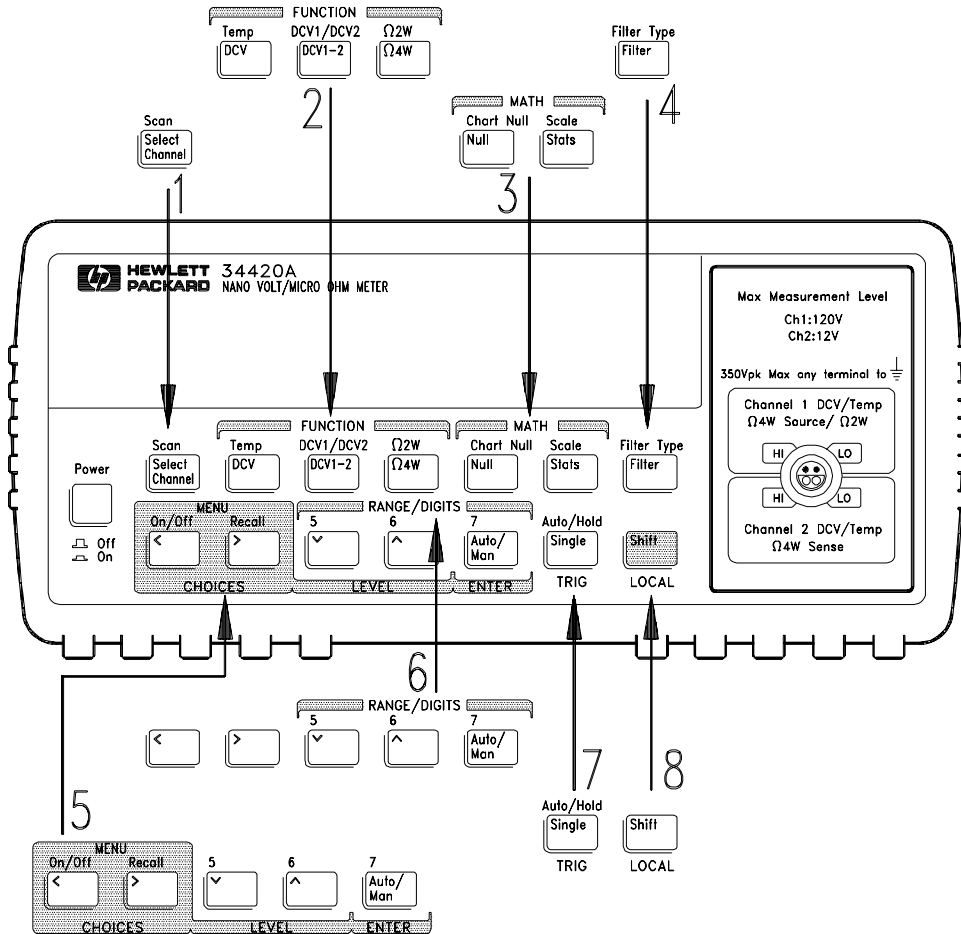 FUNCTION
Temp DCV1/DCV2 Ω2W
DCV DCV1-2 Ω4W
2
Filter Type
Filter
4
MATH
Chart Null Scale
Null Stats
3
Scan
Select
Channel
1
hp HEWLETT PACKARD 34420A
NANO VOLT/MICRO OHM METER
Max Measurement Level
Ch1:120V
Ch2:12V
350Vpk Max any terminal to
Channel 1 DCV/Temp
Ω4W Source/ Ω2W
HI LO
HI LO
Channel 2 DCV/Temp
Ω4W Sense
FUNCTION MATH
Scan Temp DCV1/DCV2 Ω2W Chart Null Scale Filter Type
Select Channel DCV DCV1-2 Ω4W Null Stats Filter
Power
Off
On
MENU RANGE/DIGITS
On/Off Recall 5 6 7 Auto/Hold
< > ˅ ^ Auto/Man Single Shift
CHOICES LEVEL ENTER TRIG LOCAL
6
RANGE/DIGITS
5 6 7
< > ˅ ^ Auto/Man
7
Auto/Hold
Single
TRIG
8
Shift
LOCAL
5
MENU
On/Off Recall 5 6 7
< > ˅ ^ Auto/Man
CHOICES LEVEL ENTER